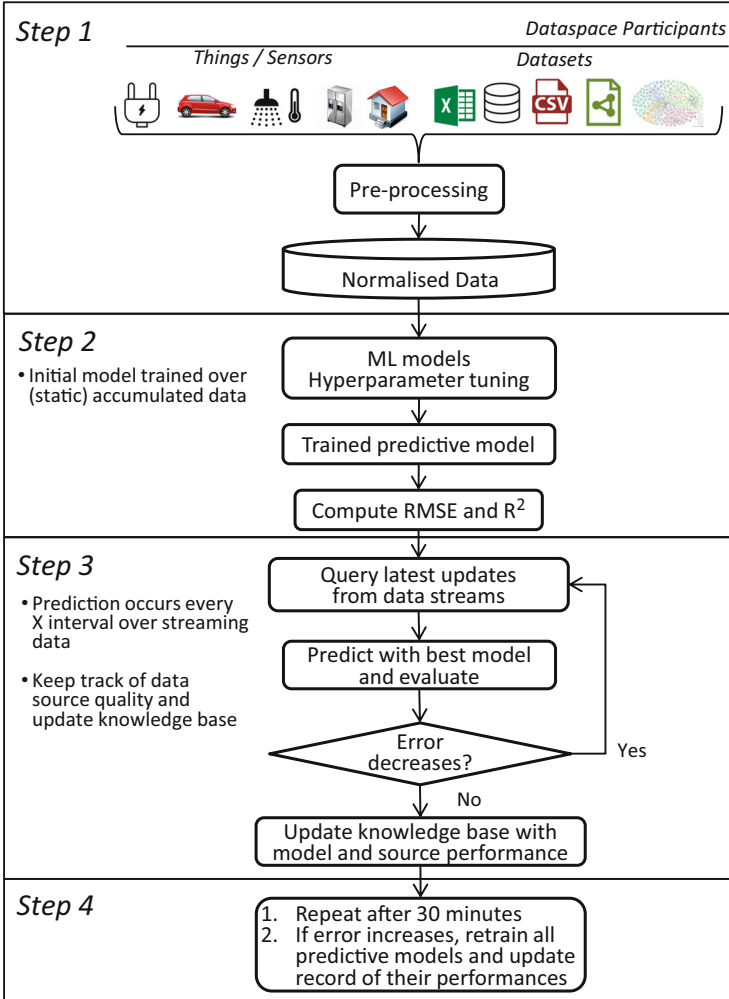 Step 1
Dataspace Participants
Things / Sensors
Datasets
CSV
Pre-processing
Normalised Data
Step 2
• Initial model trained over
(static) accumulated data
ML models
Hyperparameter tuning
Trained predictive model
Compute RMSE and R²
Step 3
• Prediction occurs every
X interval over streaming
data
• Keep track of data
source quality and
update knowledge base
Query latest updates
from data streams
Predict with best model
and evaluate
Error
decreases?
Yes
No
Update knowledge base with
model and source performance
Step 4
1. Repeat after 30 minutes
2. If error increases, retrain all
predictive models and update
record of their performances